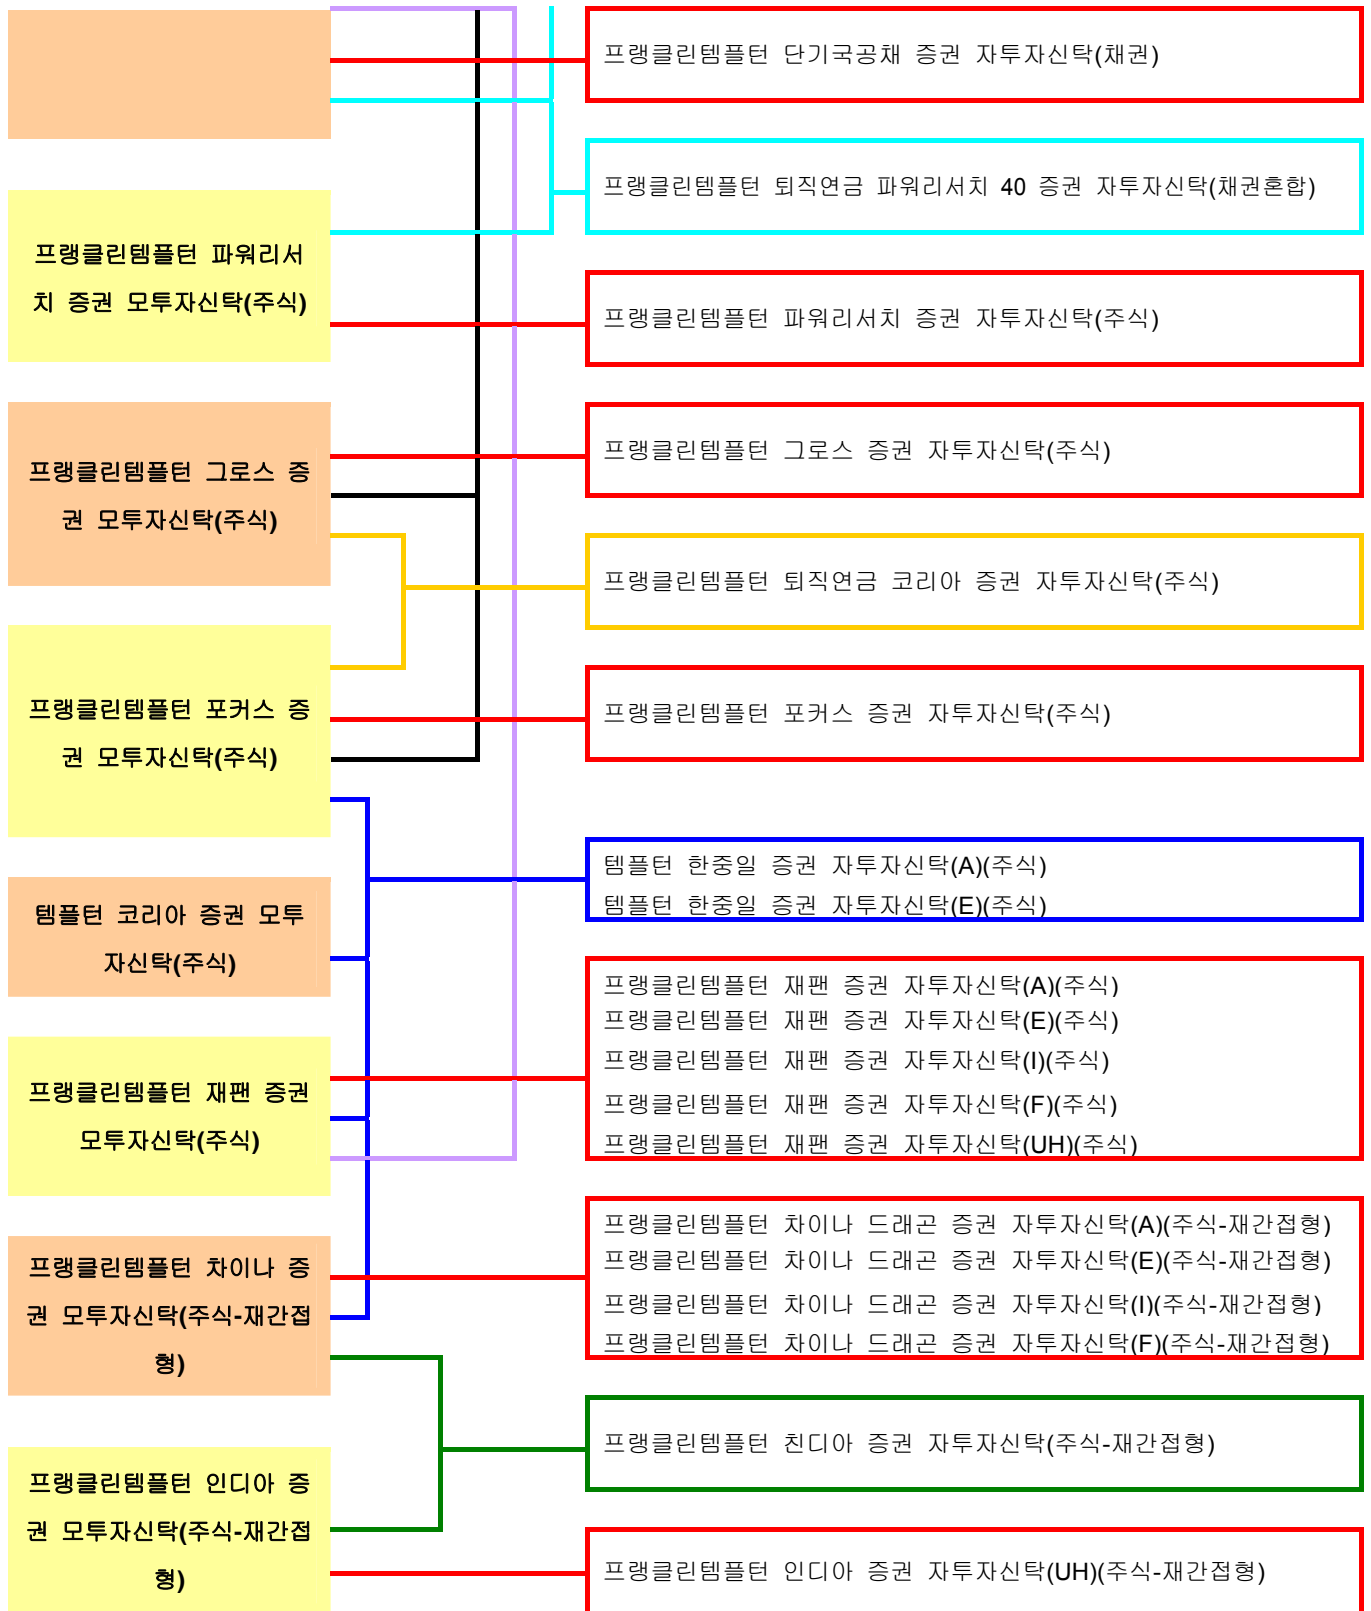 프랭클린템플턴 단기국공채 증권 자투자신탁(채권)
프랭클린템플턴 퇴직연금 파워리서치 40 증권 자투자신탁(채권혼합)
프랭클린템플턴 파워리서
치 증권 모투자신탁(주식)
프랭클린템플턴 파워리서치 증권 자투자신탁(주식)
프랭클린템플턴 그로스 증
권 모투자신탁(주식)
프랭클린템플턴 그로스 증권 자투자신탁(주식)
프랭클린템플턴 퇴직연금 코리아 증권 자투자신탁(주식)
프랭클린템플턴 포커스 증
권 모투자신탁(주식)
프랭클린템플턴 포커스 증권 자투자신탁(주식)
템플턴 한중일 증권 자투자신탁(A)(주식)
템플턴 한중일 증권 자투자신탁(E)(주식)
템플턴 코리아 증권 모투
자신탁(주식)
프랭클린템플턴 재팬 증권 자투자신탁(A)(주식)
프랭클린템플턴 재팬 증권 자투자신탁(E)(주식)
프랭클린템플턴 재팬 증권 자투자신탁(I)(주식)
프랭클린템플턴 재팬 증권 자투자신탁(F)(주식)
프랭클린템플턴 재팬 증권 자투자신탁(UH)(주식)
프랭클린템플턴 재팬 증권
모투자신탁(주식)
프랭클린템플턴 차이나 드래곤 증권 자투자신탁(A)(주식-재간접형)
프랭클린템플턴 차이나 드래곤 증권 자투자신탁(E)(주식-재간접형)
프랭클린템플턴 차이나 드래곤 증권 자투자신탁(I)(주식-재간접형)
프랭클린템플턴 차이나 드래곤 증권 자투자신탁(F)(주식-재간접형)
프랭클린템플턴 차이나 증
권 모투자신탁(주식-재간접
형)
프랭클린템플턴 친디아 증권 자투자신탁(주식-재간접형)
프랭클린템플턴 인디아 증
권 모투자신탁(주식-재간접
형)
프랭클린템플턴 인디아 증권 자투자신탁(UH)(주식-재간접형)